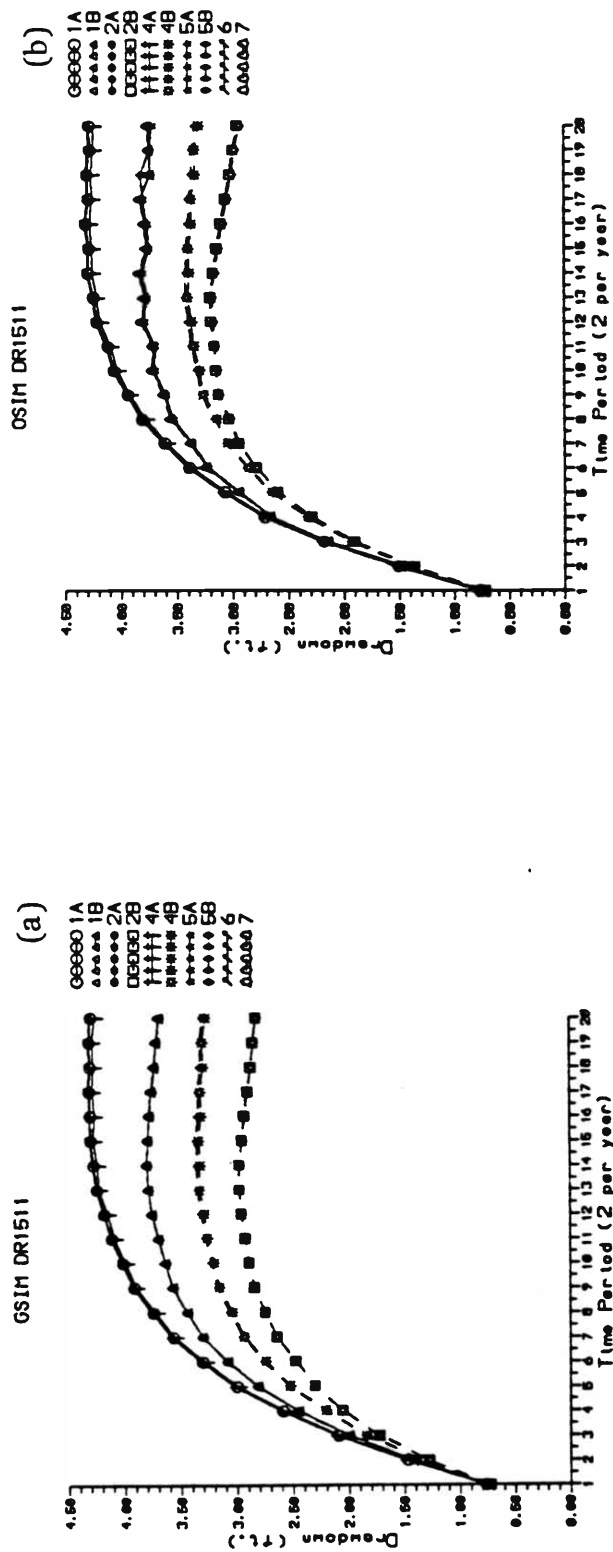 GSIM DR1511
(a)
1A
1B
2A
2B
4A
4B
5A
5B
6
7
4.50
4.00
3.50
3.00
2.50
2.00
1.50
1.00
0.50
0.00
Drawdown (ft.)
1 2 3 4 5 6 7 8 9 10 11 12 13 14 15 16 17 18 19 20
Time Period (2 per year)
OSIM DR1511
(b)
1A
1B
2A
2B
4A
4B
5A
5B
6
7
4.50
4.00
3.50
3.00
2.50
2.00
1.50
1.00
0.50
0.00
Drawdown (ft.)
1 2 3 4 5 6 7 8 9 10 11 12 13 14 15 16 17 18 19 20
Time Period (2 per year)